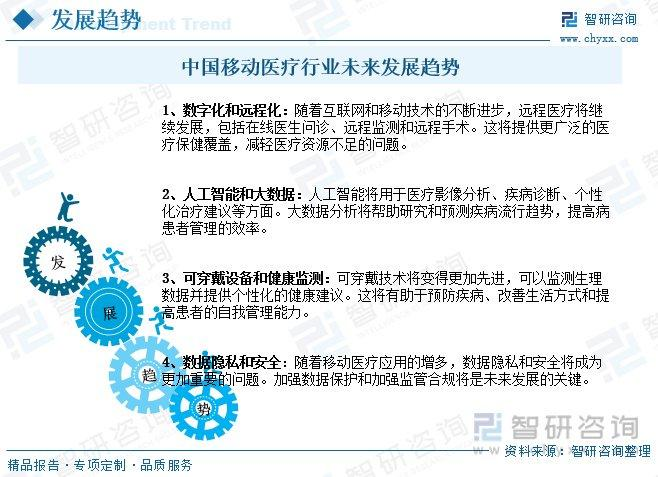 发展趋势
Development Trend
智研咨询
www.chyxx.com
中国移动医疗行业未来发展趋势
1、数字化和远程化：随着互联网和移动技术的不断进步，远程医疗将继
续发展，包括在线医生问诊、远程监测和远程手术。这将提供更广泛的医
疗保健覆盖，减轻医疗资源不足的问题。
2、人工智能和大数据：人工智能将用于医疗影像分析、疾病诊断、个性
化治疗建议等方面。大数据分析将帮助研究和预测疾病流行趋势，提高病
患者管理的效率。
3、可穿戴设备和健康监测：可穿戴技术将变得更加先进，可以监测生理
数据并提供个性化的健康建议。这将有助于预防疾病、改善生活方式和提
高患者的自我管理能力。
4、数据隐私和安全：随着移动医疗应用的增多，数据隐私和安全将成为
更加重要的问题。加强数据保护和加强监管合规将是未来发展的关键。
发
展
趋
势
智研咨询
精品报告·专项定制·品质服务
资料来源：智研咨询整理